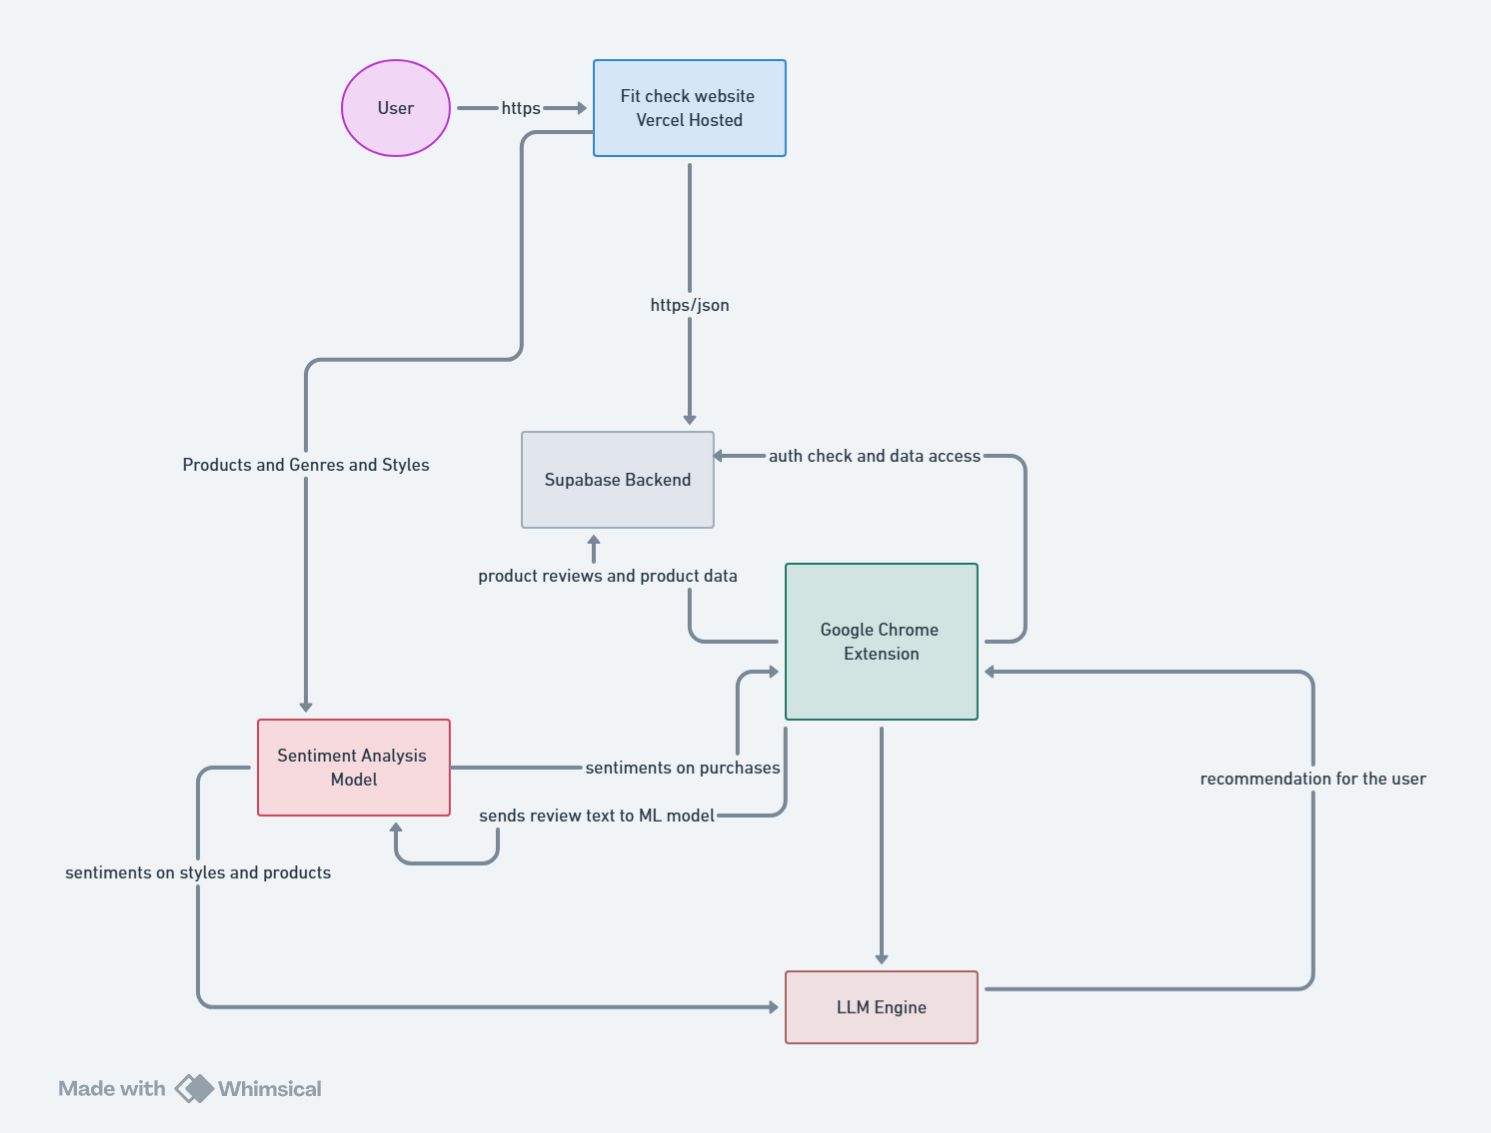 User
https
Fit check website
Vercel Hosted
https/json
Products and Genres and Styles
auth check and data access
Supabase Backend
product reviews and product data
Google Chrome
Extension
Sentiment Analysis
Model
sentiments on purchases
recommendation for the user
sends review text to ML model
sentiments on styles and products
LLM Engine
Made with Whimsical